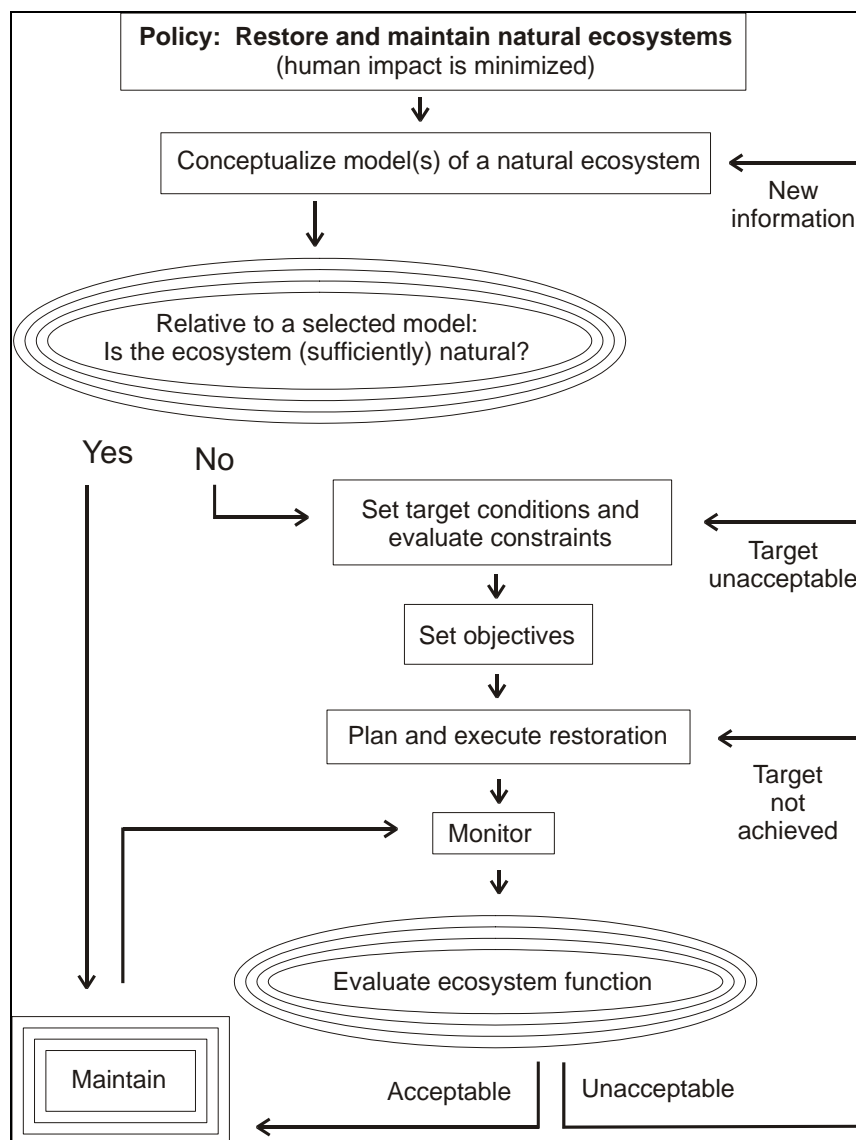 Policy: Restore and maintain natural ecosystems
(human impact is minimized)
Conceptualize model(s) of a natural ecosystem
New
information
Relative to a selected model:
Is the ecosystem (sufficiently) natural?
Yes
No
Set target conditions and
evaluate constraints
Target
unacceptable
Set objectives
Plan and execute restoration
Target
not
achieved
Monitor
Evaluate ecosystem function
Maintain
Acceptable
Unacceptable